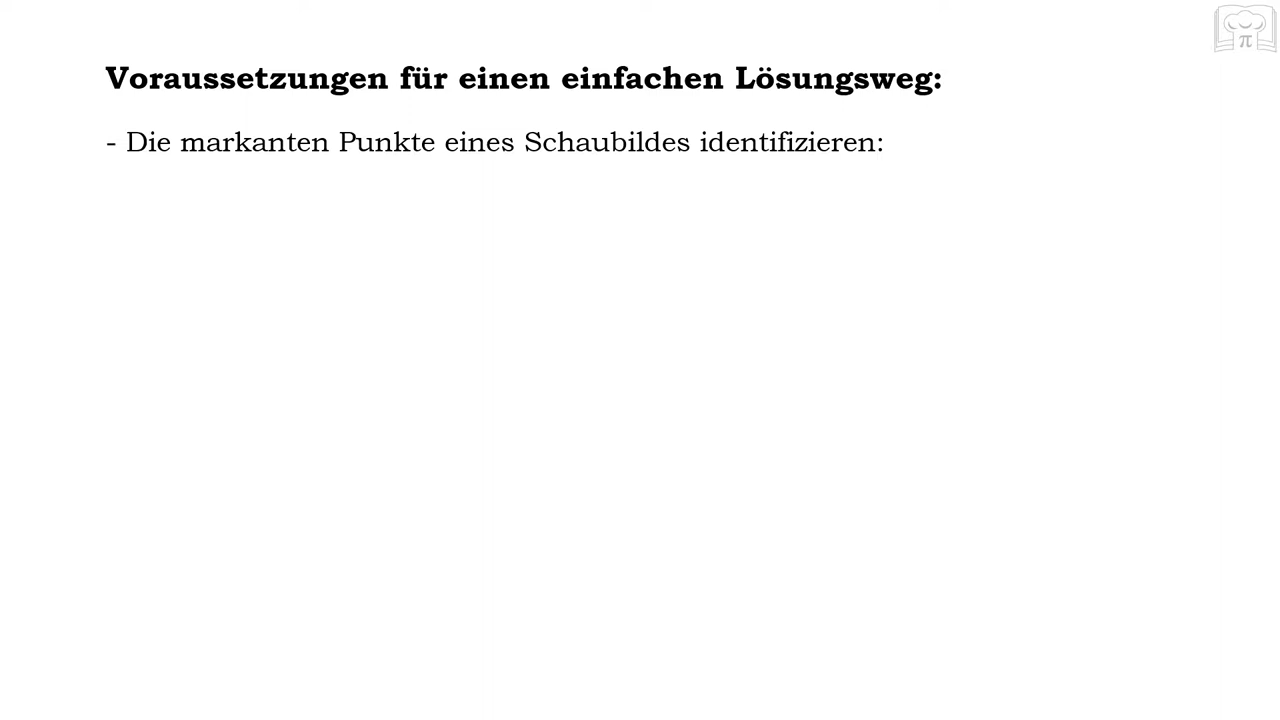 Voraussetzungen für einen einfachen Lösungsweg:
- Die markanten Punkte eines Schaubildes identifizieren:
π